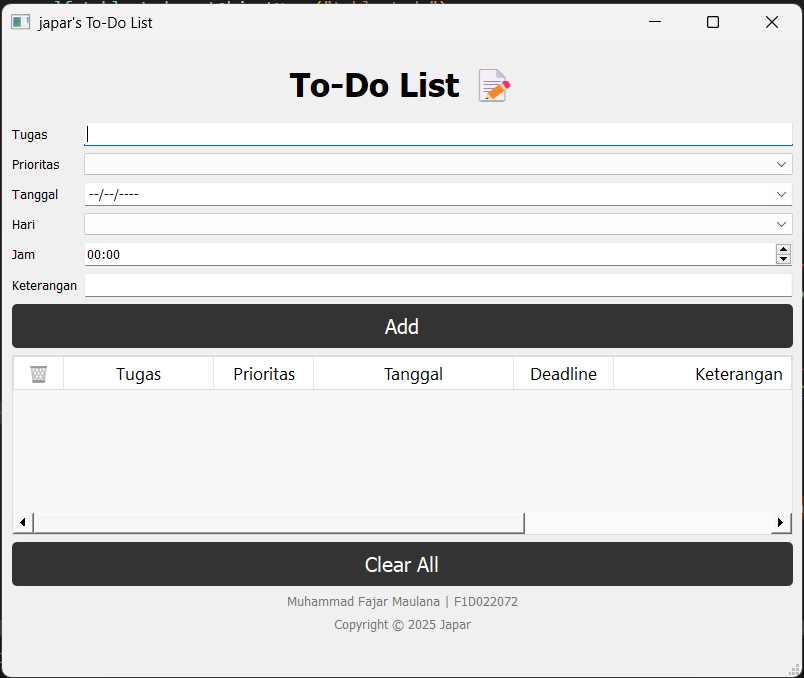 japar's To-Do List
To-Do List
Tugas
Prioritas
Tanggal --/--/----
Hari
Jam 00:00
Keterangan
Add
Tugas Prioritas Tanggal Deadline Keterangan
Clear All
Muhammad Fajar Maulana | F1D022072
Copyright © 2025 Japar